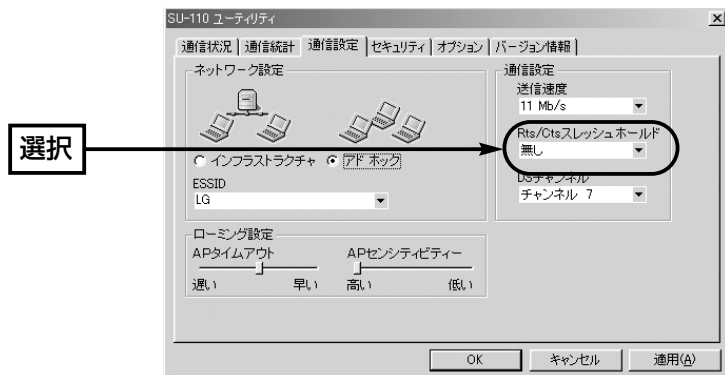 SU-110 ユーティリティ
通信状況 通信統計 通信設定 セキュリティ オプション バージョン情報
ネットワーク設定
インフラストラクチャ アド ホック
ESSID
LG
通信設定
送信速度
11 Mb/s
Rts/Ctsスレッシュホールド
無し
DSチャンネル
チャンネル 7
選択
ローミング設定
APタイムアウト APセンシティビティー
遅い 早い 高い 低い
OK キャンセル 適用(A)